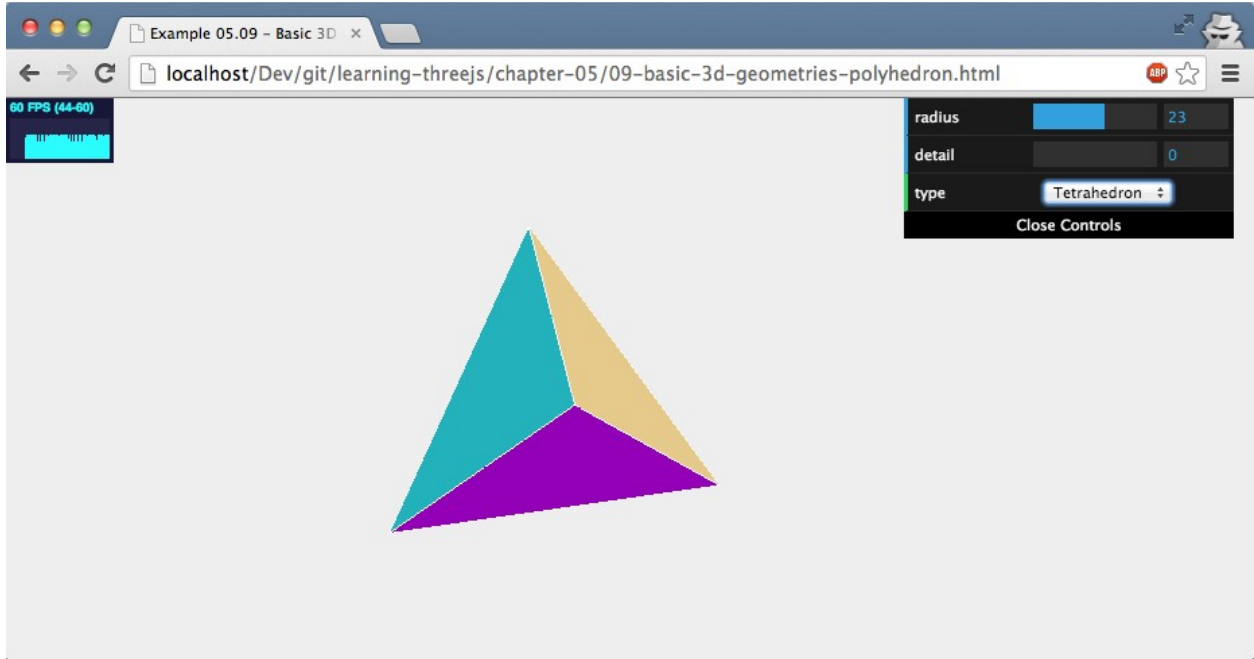 Example 05.09 - Basic 3D
localhost/Dev/git/learning-threejs/chapter-05/09-basic-3d-geometries-polyhedron.html
ABP
60 FPS (44-60)
radius 23
detail 0
type Tetrahedron
Close Controls